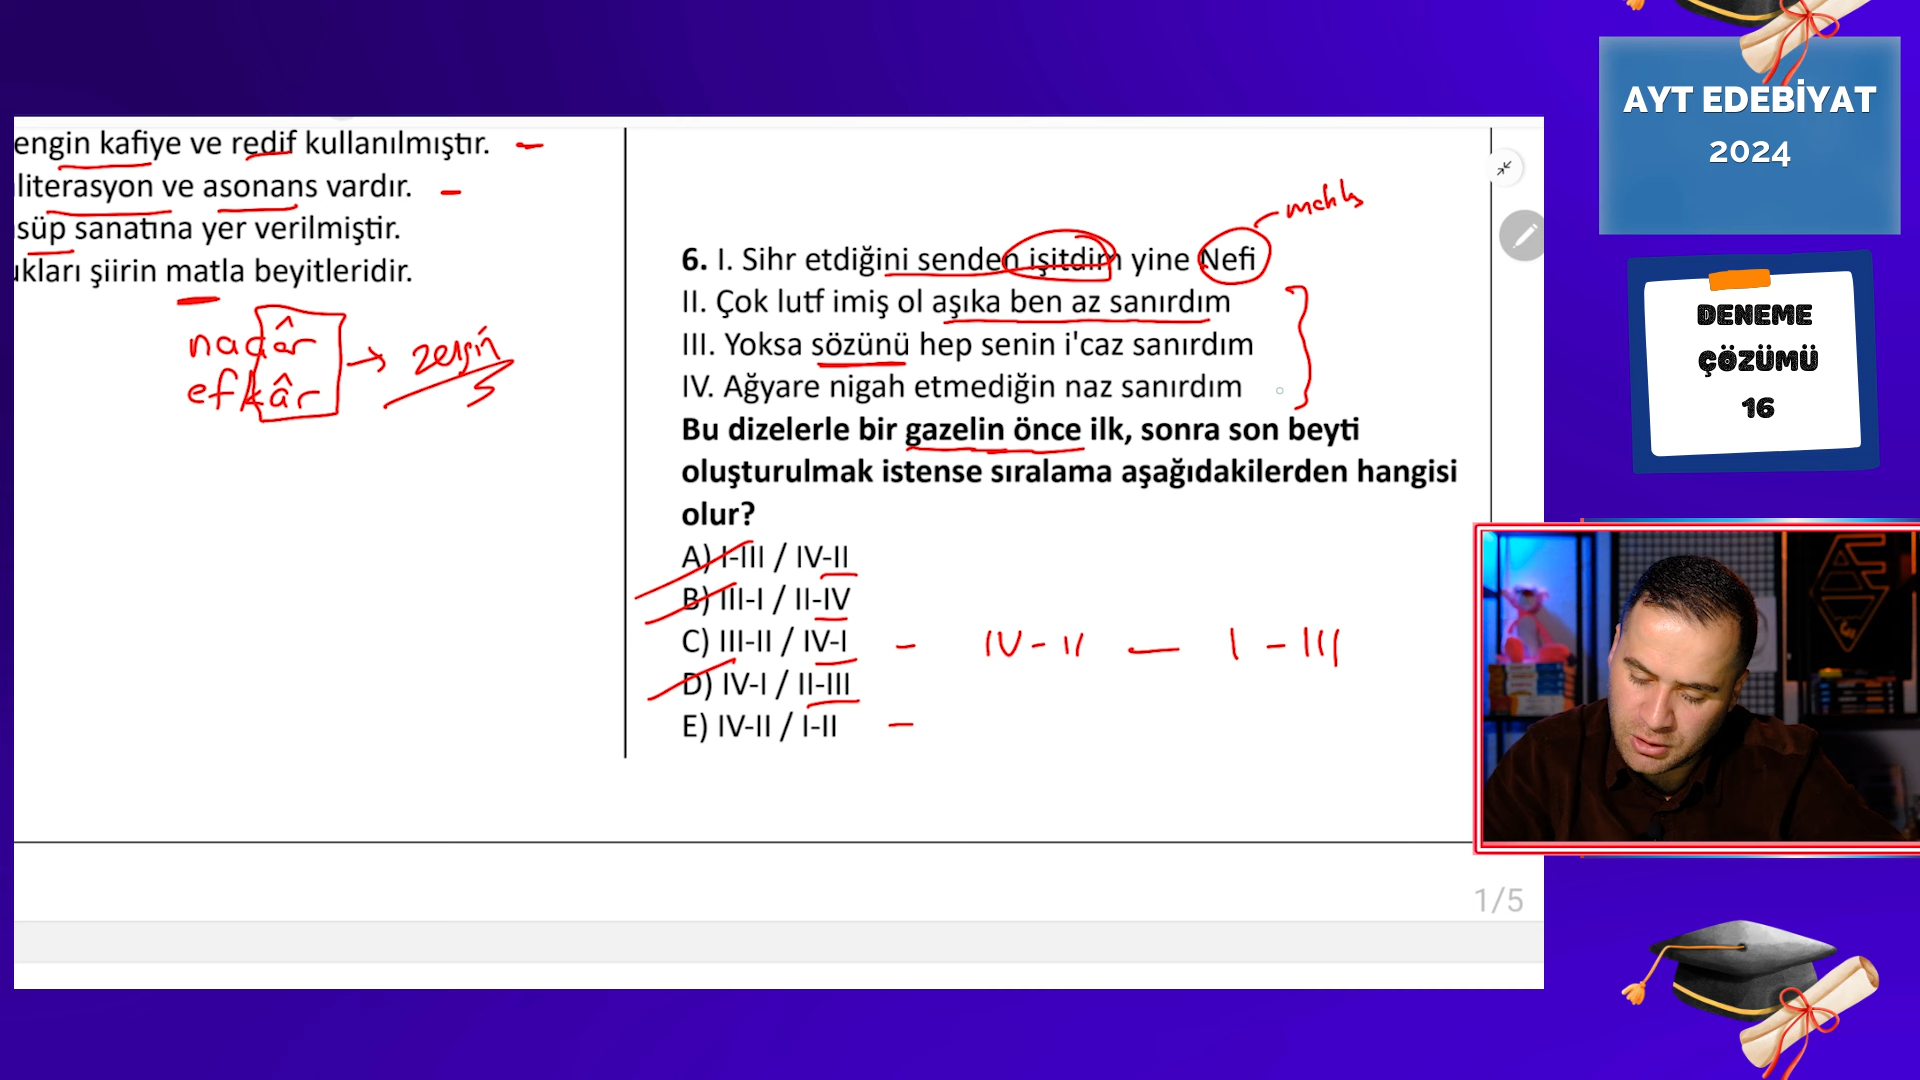 engin kafiye ve redif kullanılmıştır.
literasyon ve asonans vardır.
süp sanatına yer verilmiştir.
kları şiirin matla beyitleridir.
nadâr
efkâr
zengin
mahlas
6. I. Sihr etdiğini senden işitdim yine Nefi
II. Çok lutf imiş ol aşıka ben az sanırdım
III. Yoksa sözünü hep senin i'caz sanırdım
IV. Ağyare nigah etmediğin naz sanırdım
Bu dizelerle bir gazelin önce ilk, sonra son beyti
oluşturulmak istense sıralama aşağıdakilerden hangisi
olur?
A) I-III / IV-II
B) III-I / II-IV
C) III-II / IV-I
IV - II — I - III
D) IV-I / II-III
E) IV-II / I-II
1/5
AYT EDEBİYAT
2024
DENEME
ÇÖZÜMÜ
16